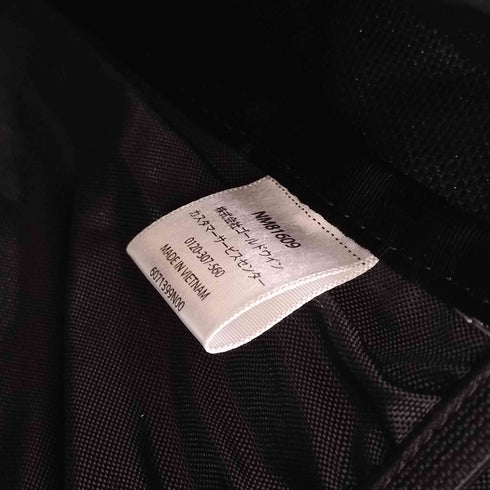 NM81609
株式会社ゴールドウイン
カスタマーサービスセンター
0120-307-560
MADE IN VIETNAM
6071399N00